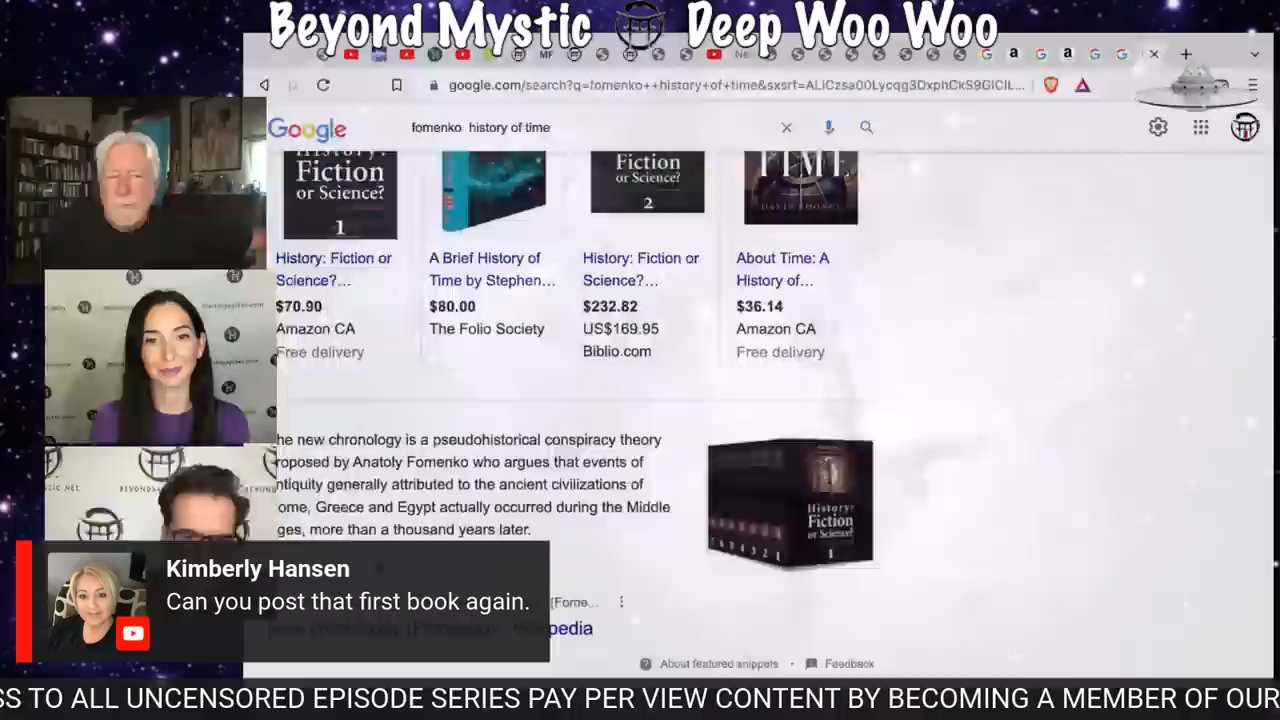 Beyond Mystic Deep Woo Woo
google.com/search?q=fomenko++history+of+time&sxsrf=ALiCzsa00Lycqg3DxphCkS9GlCIL...
Google
fomenko history of time
History:
Fiction
or Science?
1
Fiction
or Science?
2
TIME
History: Fiction or
Science?...
$70.90
Amazon CA
Free delivery
A Brief History of
Time by Stephen...
$80.00
The Folio Society
History: Fiction or
Science?...
$232.82
US$169.95
Biblio.com
About Time: A
History of...
$36.14
Amazon CA
Free delivery
he new chronology is a pseudohistorical conspiracy theory
roposed by Anatoly Fomenko who argues that events of
ntiquity generally attributed to the ancient civilizations of
ome, Greece and Egypt actually occurred during the Middle
ges, more than a thousand years later.
History:
Fiction
or Science?
1
Kimberly Hansen
Can you post that first book again.
(Fome...
pedia
About featured snippets
Feedback
SS TO ALL UNCENSORED EPISODE SERIES PAY PER VIEW CONTENT BY BECOMING A MEMBER OF OUR